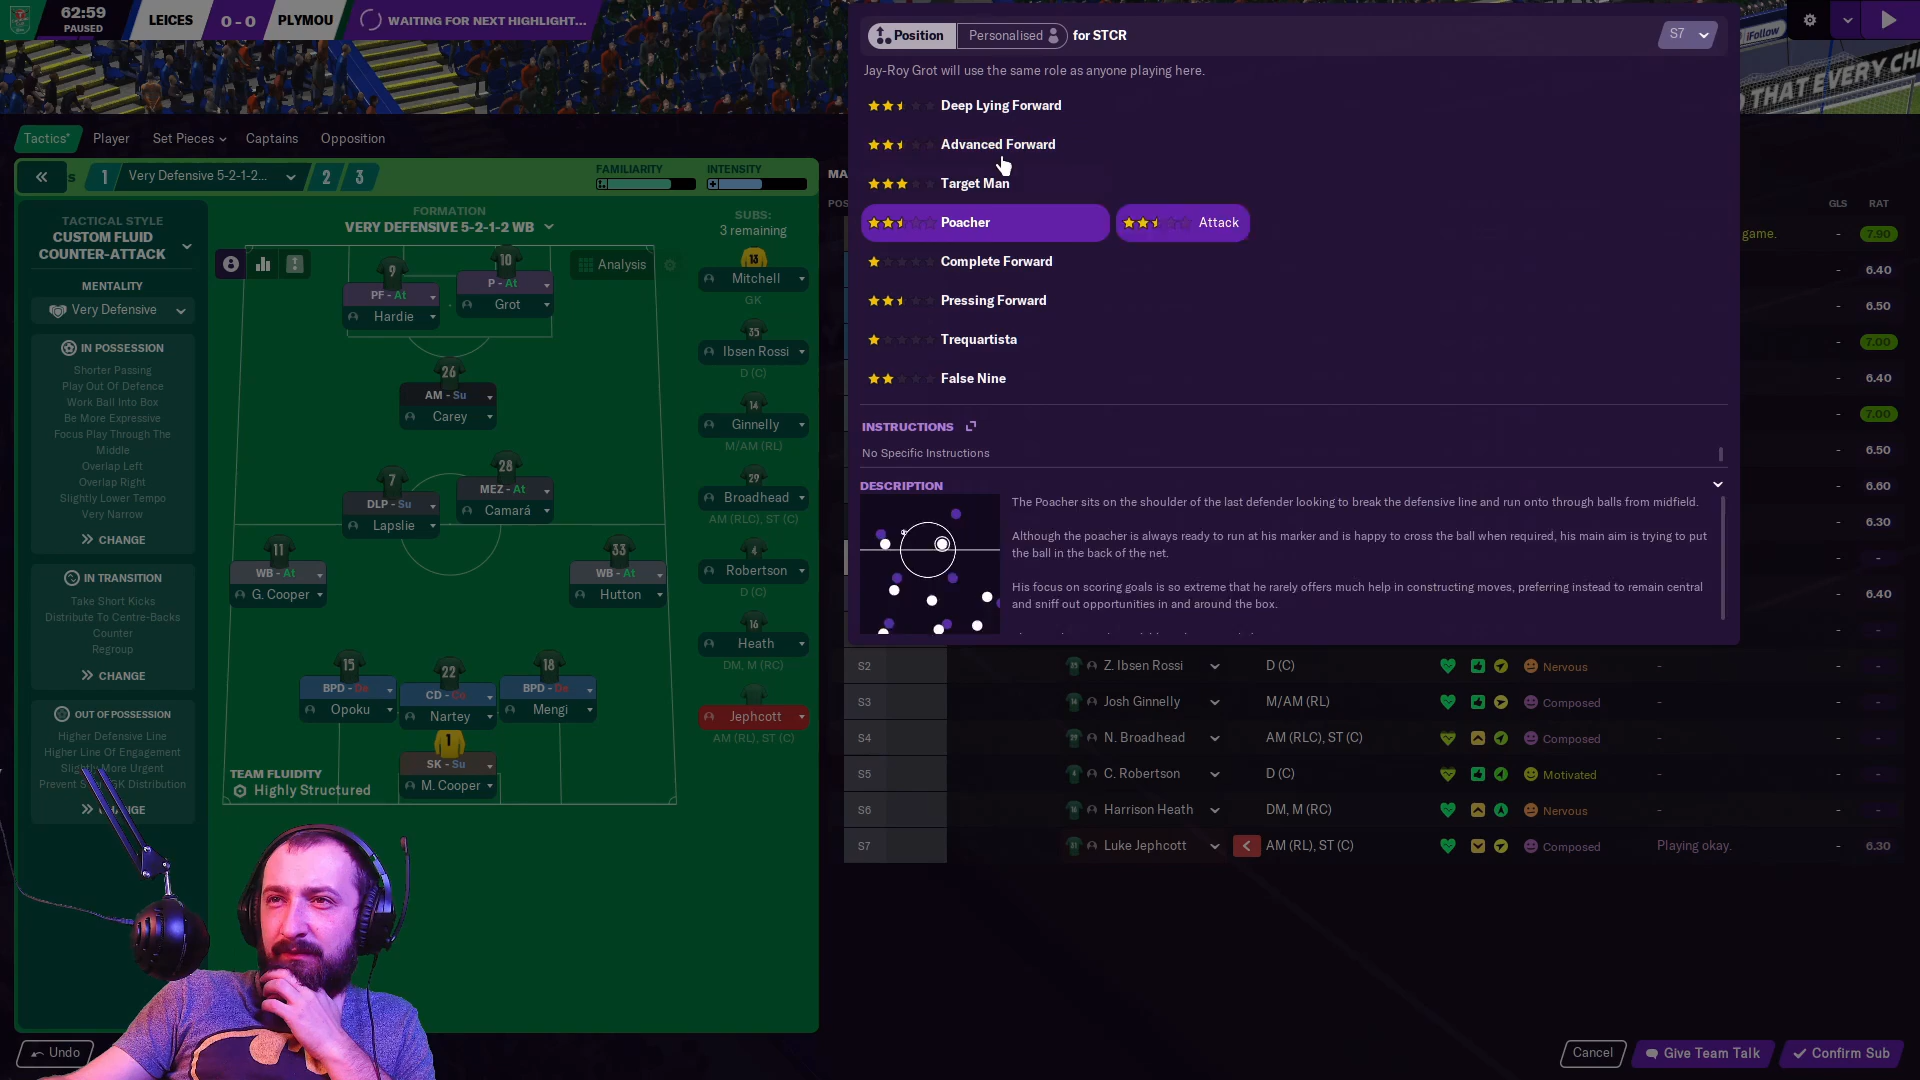 62:59
PAUSED
LEICES
0 - 0
PLYMOU
WAITING FOR NEXT HIGHLIGHT...
Position
Personalised
for STCR
S7
Jay-Roy Grot will use the same role as anyone playing here.
Deep Lying Forward
Advanced Forward
Target Man
Poacher
Attack
Complete Forward
Pressing Forward
Trequartista
False Nine
INSTRUCTIONS
No Specific Instructions
DESCRIPTION
The Poacher sits on the shoulder of the last defender looking to break the defensive line and run onto through balls from midfield.
Although the poacher is always ready to run at his marker and is happy to cross the ball when required, his main aim is trying to put
the ball in the back of the net.
His focus on scoring goals is so extreme that he rarely offers much help in constructing moves, preferring instead to remain central
and sniff out opportunities in and around the box.
iFollow
THAT EVERY CH
Tactics*
Player
Set Pieces
Captains
Opposition
1
Very Defensive 5-2-1-2...
2
3
FAMILIARITY
INTENSITY
TACTICAL STYLE
CUSTOM FLUID
COUNTER-ATTACK
MENTALITY
Very Defensive
IN POSSESSION
Shorter Passing
Play Out Of Defence
Work Ball Into Box
Be More Expressive
Focus Play Through The
Middle
Overlap Left
Overlap Right
Slightly Lower Tempo
Very Narrow
CHANGE
IN TRANSITION
Take Short Kicks
Distribute To Centre-Backs
Counter
Regroup
CHANGE
OUT OF POSSESSION
Higher Defensive Line
Higher Line Of Engagement
Slightly More Urgent
Distribution
FORMATION
VERY DEFENSIVE 5-2-1-2 WB
Analysis
9
PF - At
Hardie
10
P - At
Grot
26
AM - Su
Carey
7
DLP - Su
Lapslie
28
MEZ - At
Camará
11
WB - At
G. Cooper
33
WB - At
Hutton
15
BPD - De
Opoku
22
CD - Co
Nartey
18
BPD - De
Mengi
1
SK - Su
M. Cooper
TEAM FLUIDITY
Highly Structured
SUBS:
3 remaining
13
Mitchell
GK
35
Ibsen Rossi
D (C)
14
Ginnelly
M/AM (RL)
29
Broadhead
AM (RLC), ST (C)
4
Robertson
D (C)
16
Heath
DM, M (RC)
Jephcott
AM (RL), ST (C)
MA
POS
GLS
RAT
game.
-
7.90
-
6.40
-
6.50
-
7.00
-
6.40
-
7.00
-
6.50
-
6.60
-
6.30
-
-
-
6.40
-
-
S2
Z. Ibsen Rossi
D (C)
Nervous
-
-
-
S3
Josh Ginnelly
M/AM (RL)
Composed
-
-
-
S4
N. Broadhead
AM (RLC), ST (C)
Composed
-
-
-
S5
C. Robertson
D (C)
Motivated
-
-
-
S6
Harrison Heath
DM, M (RC)
Nervous
-
-
-
S7
Luke Jephcott
AM (RL), ST (C)
Composed
Playing okay.
-
6.30
Undo
Cancel
Give Team Talk
Confirm Sub